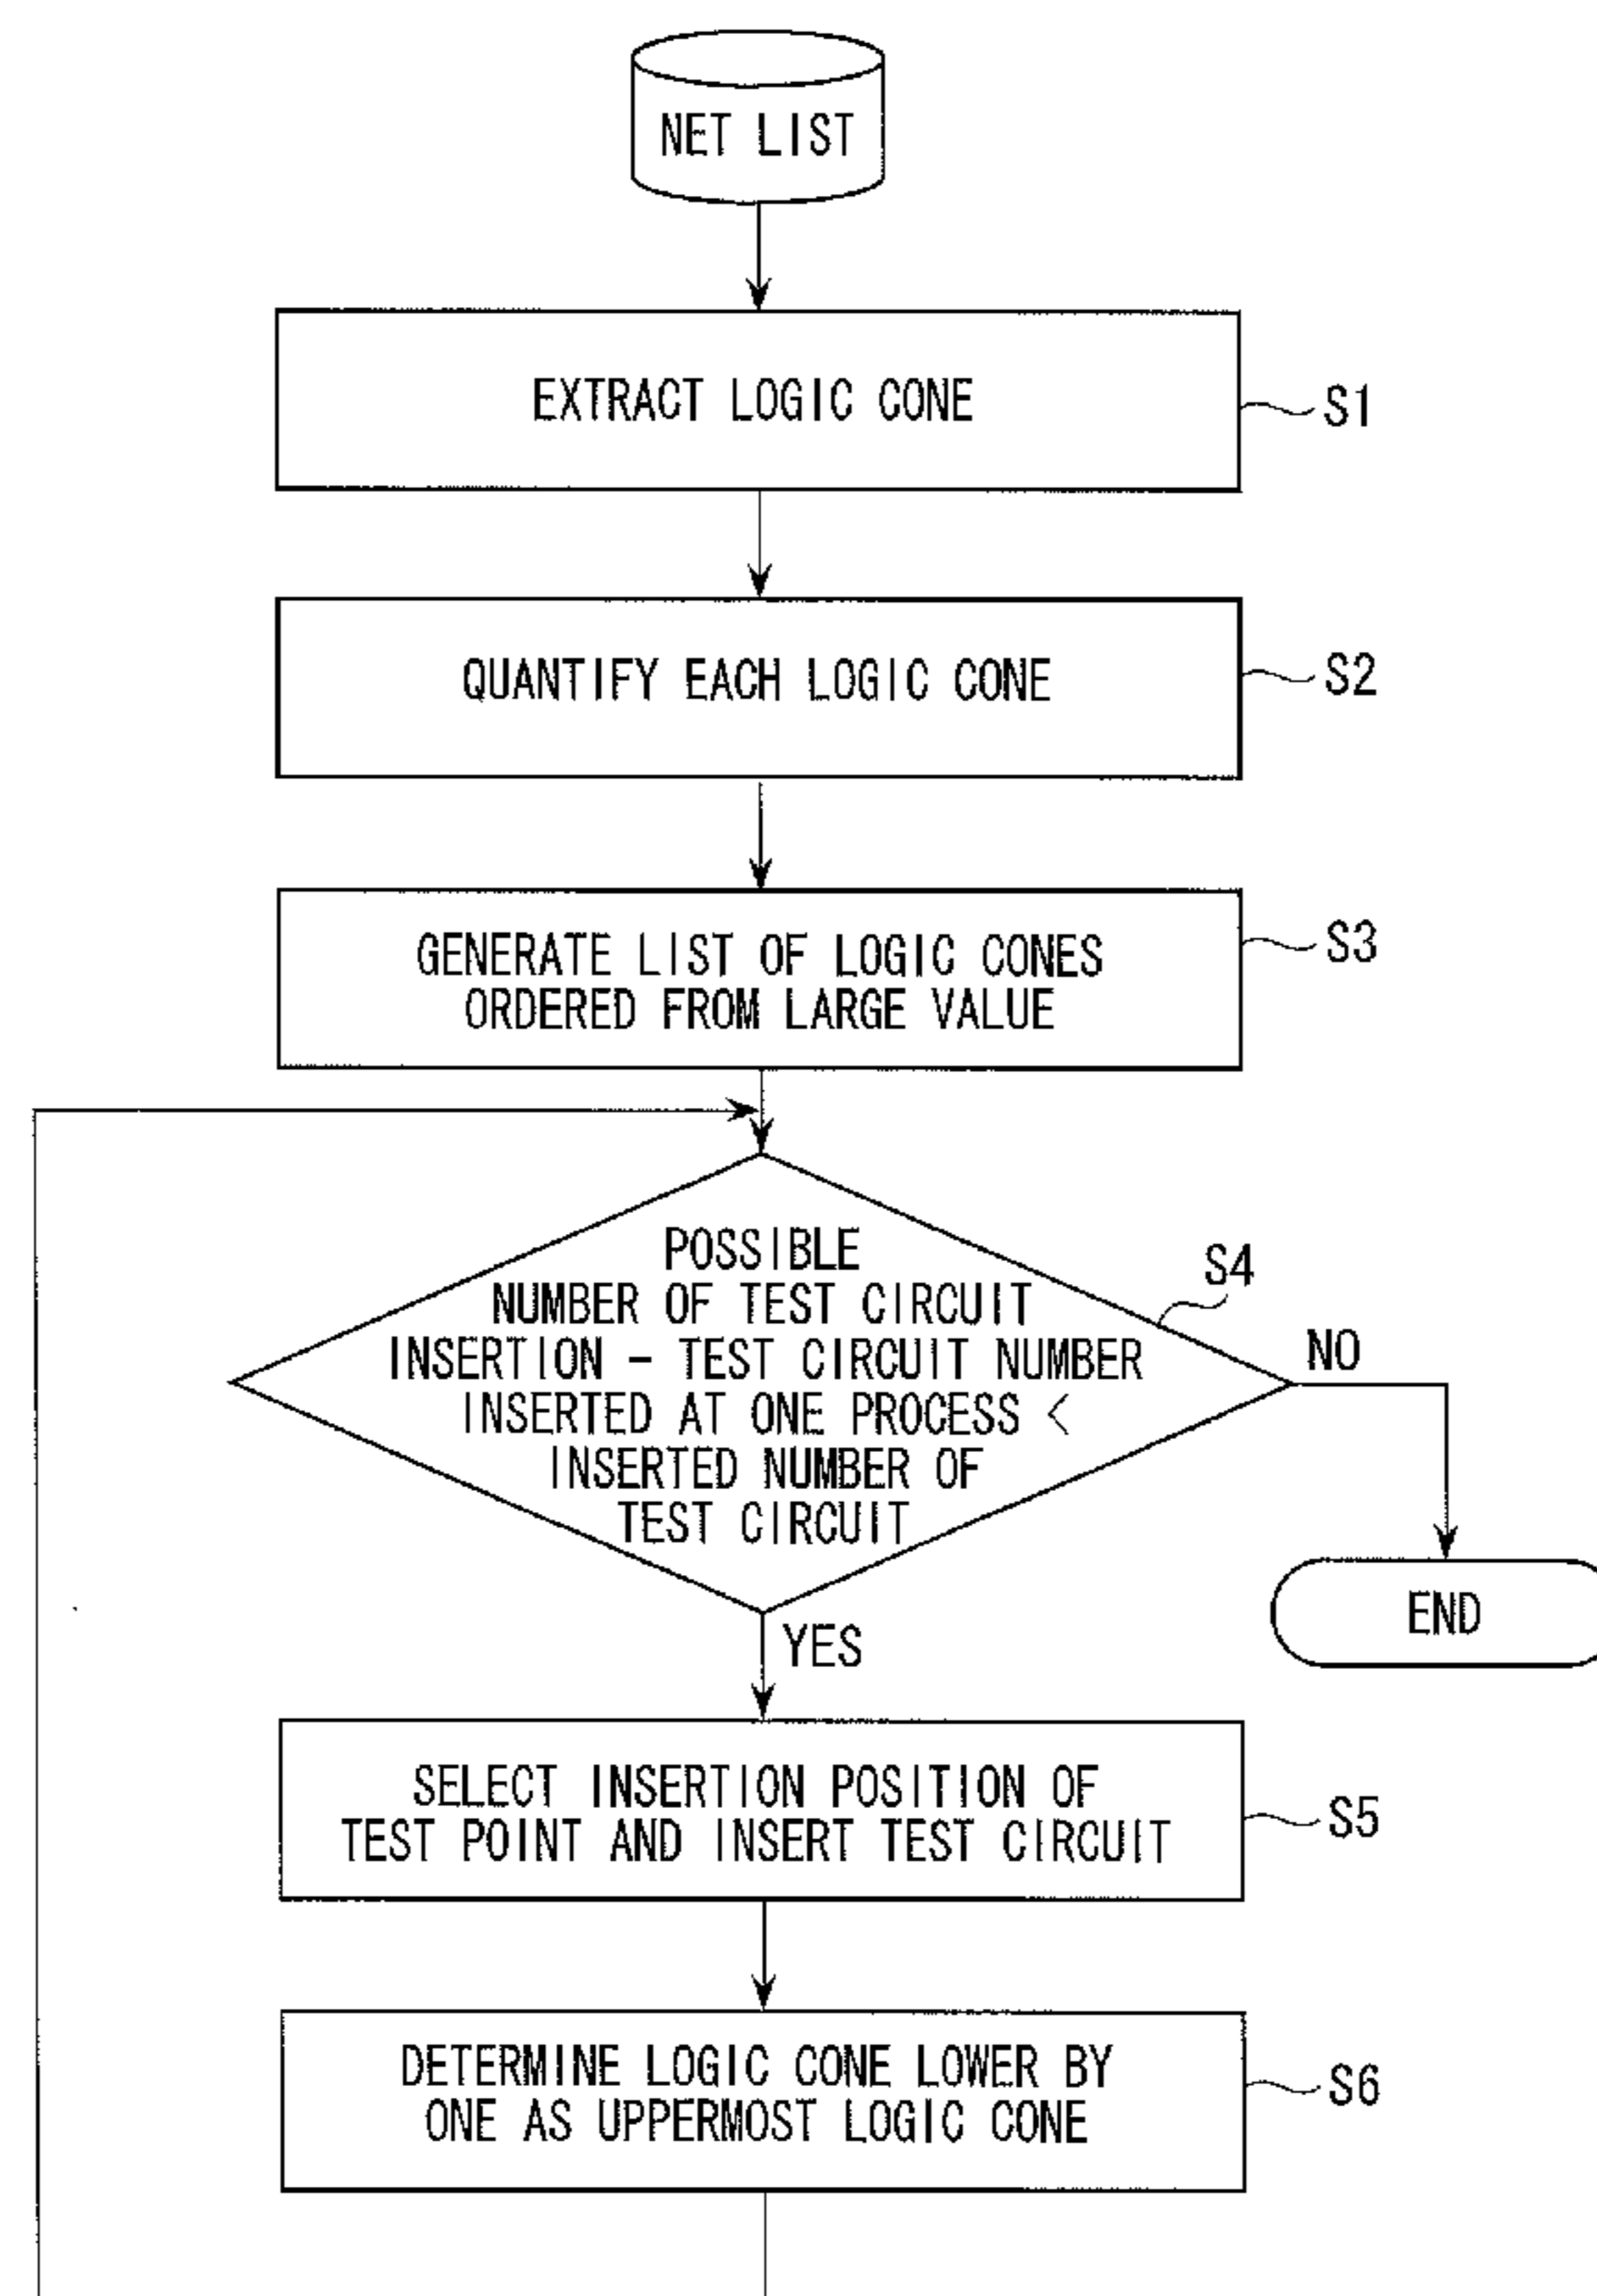 NET LIST
EXTRACT LOGIC CONE
S1
QUANTIFY EACH LOGIC CONE
S2
GENERATE LIST OF LOGIC CONES
ORDERED FROM LARGE VALUE
S3
POSSIBLE
NUMBER OF TEST CIRCUIT
INSERTION - TEST CIRCUIT NUMBER
INSERTED AT ONE PROCESS <
INSERTED NUMBER OF
TEST CIRCUIT
S4
NO
END
YES
SELECT INSERTION POSITION OF
TEST POINT AND INSERT TEST CIRCUIT
S5
DETERMINE LOGIC CONE LOWER BY
ONE AS UPPERMOST LOGIC CONE
S6